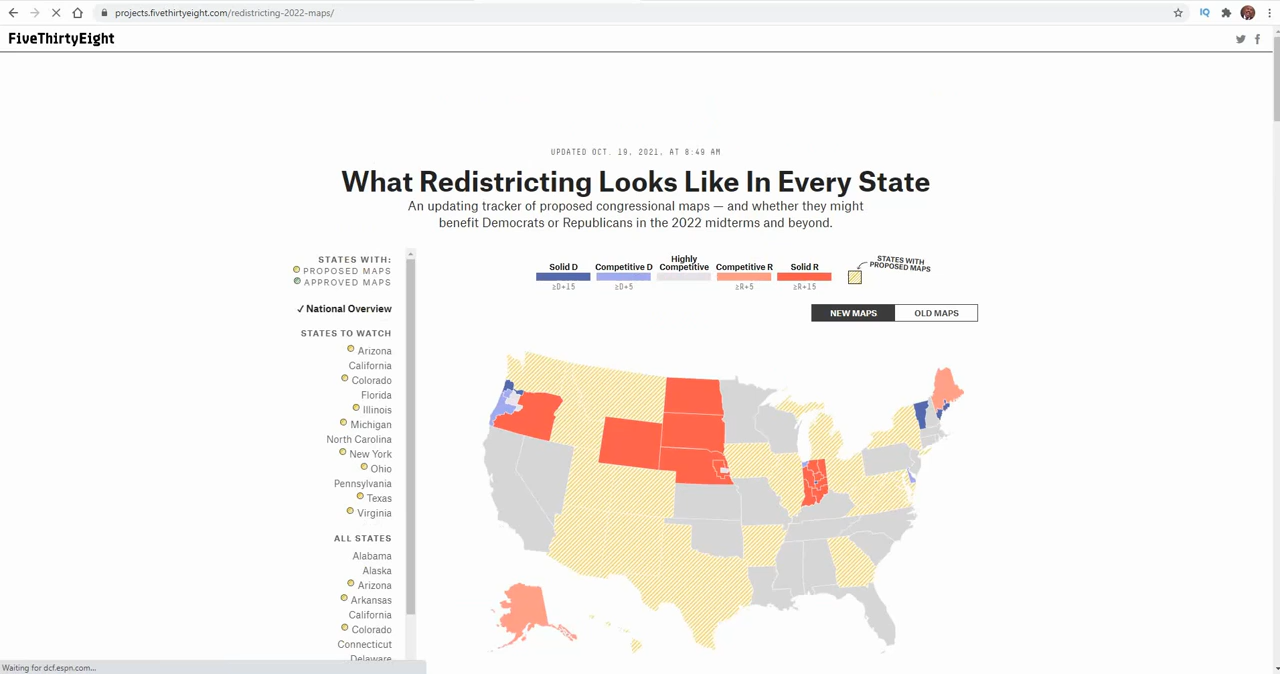 projects.fivethirtyeight.com/redistricting-2022-maps/
IQ
FiveThirtyEight
UPDATED OCT. 19, 2021, AT 8:49 AM
What Redistricting Looks Like In Every State
An updating tracker of proposed congressional maps — and whether they might
benefit Democrats or Republicans in the 2022 midterms and beyond.
STATES WITH:
PROPOSED MAPS
APPROVED MAPS
✓ National Overview
STATES TO WATCH
Arizona
California
Colorado
Florida
Illinois
Michigan
North Carolina
New York
Ohio
Pennsylvania
Texas
Virginia
ALL STATES
Alabama
Alaska
Arizona
Arkansas
California
Colorado
Connecticut
Delaware
Solid D
≥D+15
Competitive D
≥D+5
Highly
Competitive
Competitive R
≥R+5
Solid R
≥R+15
STATES WITH
PROPOSED MAPS
NEW MAPS
OLD MAPS
Waiting for dcf.espn.com...